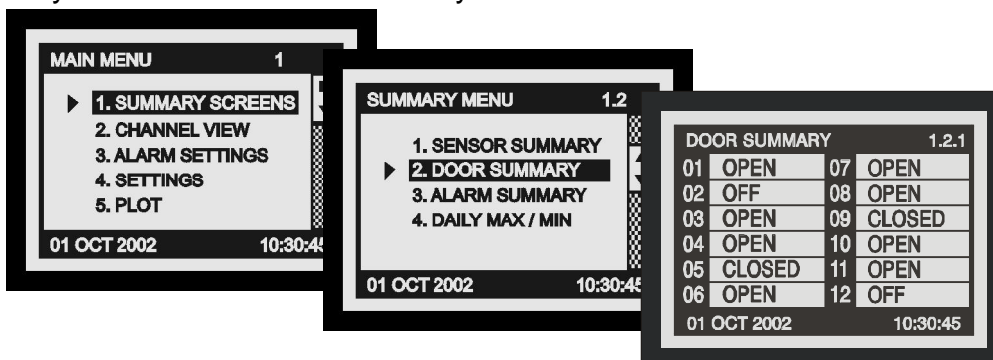 MAIN MENU 1
1. SUMMARY SCREENS
2. CHANNEL VIEW
3. ALARM SETTINGS
4. SETTINGS
5. PLOT
01 OCT 2002 10:30:45
SUMMARY MENU 1.2
1. SENSOR SUMMARY
2. DOOR SUMMARY
3. ALARM SUMMARY
4. DAILY MAX / MIN
01 OCT 2002 10:30:45
DOOR SUMMARY 1.2.1
01 OPEN 07 OPEN
02 OFF 08 OPEN
03 OPEN 09 CLOSED
04 OPEN 10 OPEN
05 CLOSED 11 OPEN
06 OPEN 12 OFF
01 OCT 2002 10:30:45